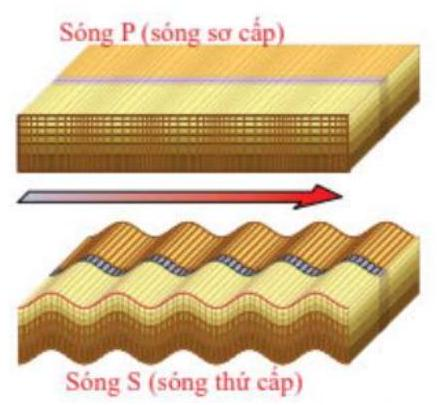 Sóng P (sóng sơ cấp)
Sóng S (sóng thứ cấp)